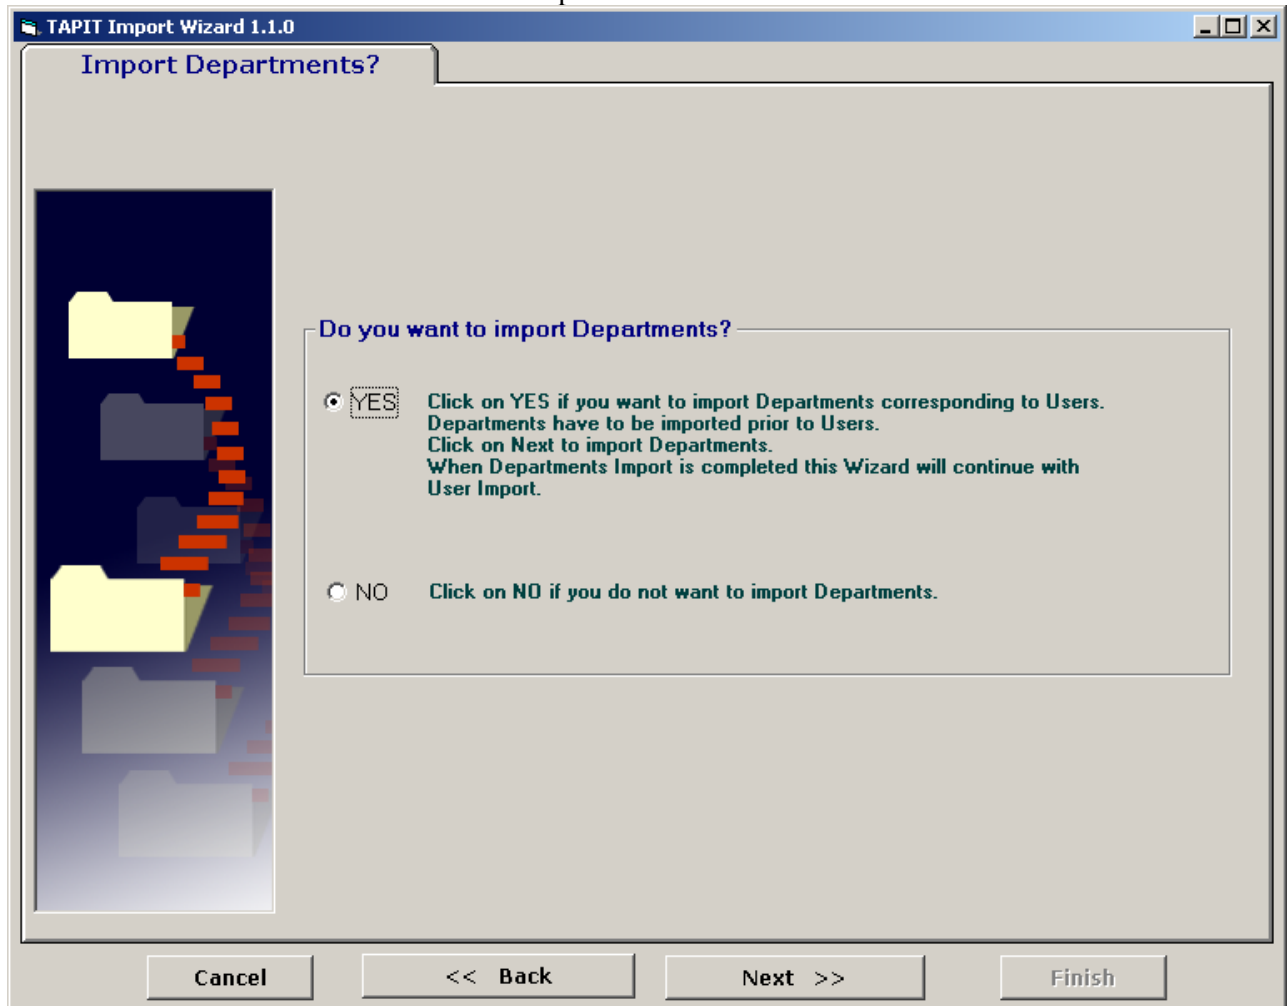 TAPIT Import Wizard 1.1.0
Import Departments?
Do you want to import Departments?
YES
Click on YES if you want to import Departments corresponding to Users.
Departments have to be imported prior to Users.
Click on Next to import Departments.
When Departments Import is completed this Wizard will continue with
User Import.
NO
Click on NO if you do not want to import Departments.
Cancel
<< Back
Next >>
Finish